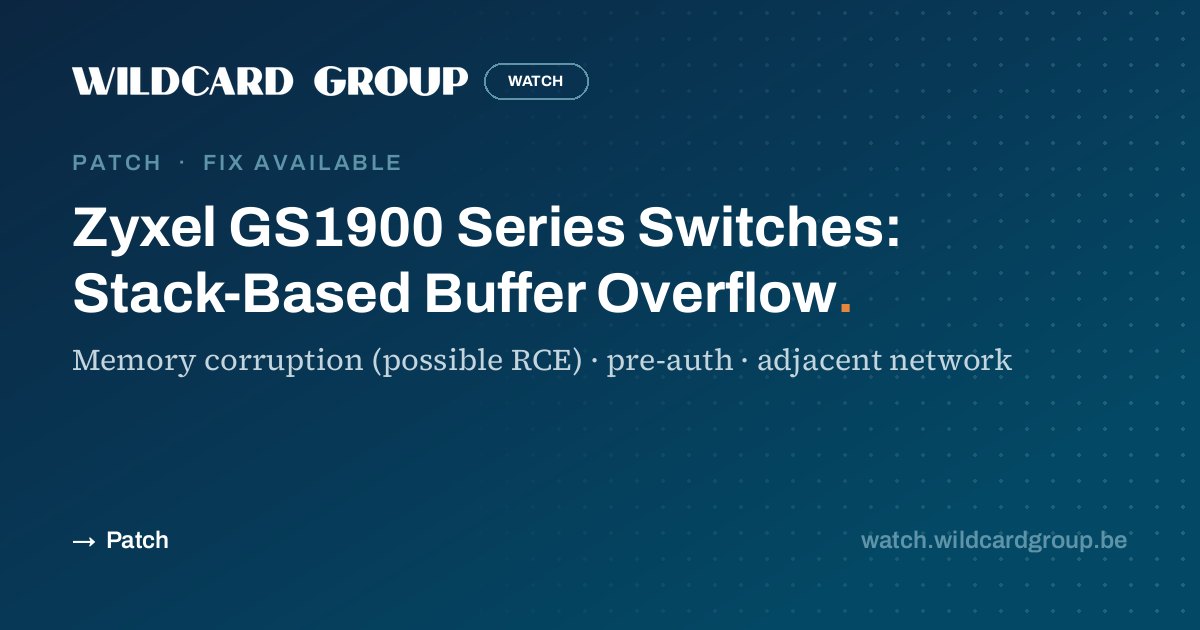 WILDCARD GROUP WATCH
PATCH · FIX AVAILABLE
Zyxel GS1900 Series Switches:
Stack-Based Buffer Overflow.
Memory corruption (possible RCE) · pre-auth · adjacent network
→ Patch
watch.wildcardgroup.be